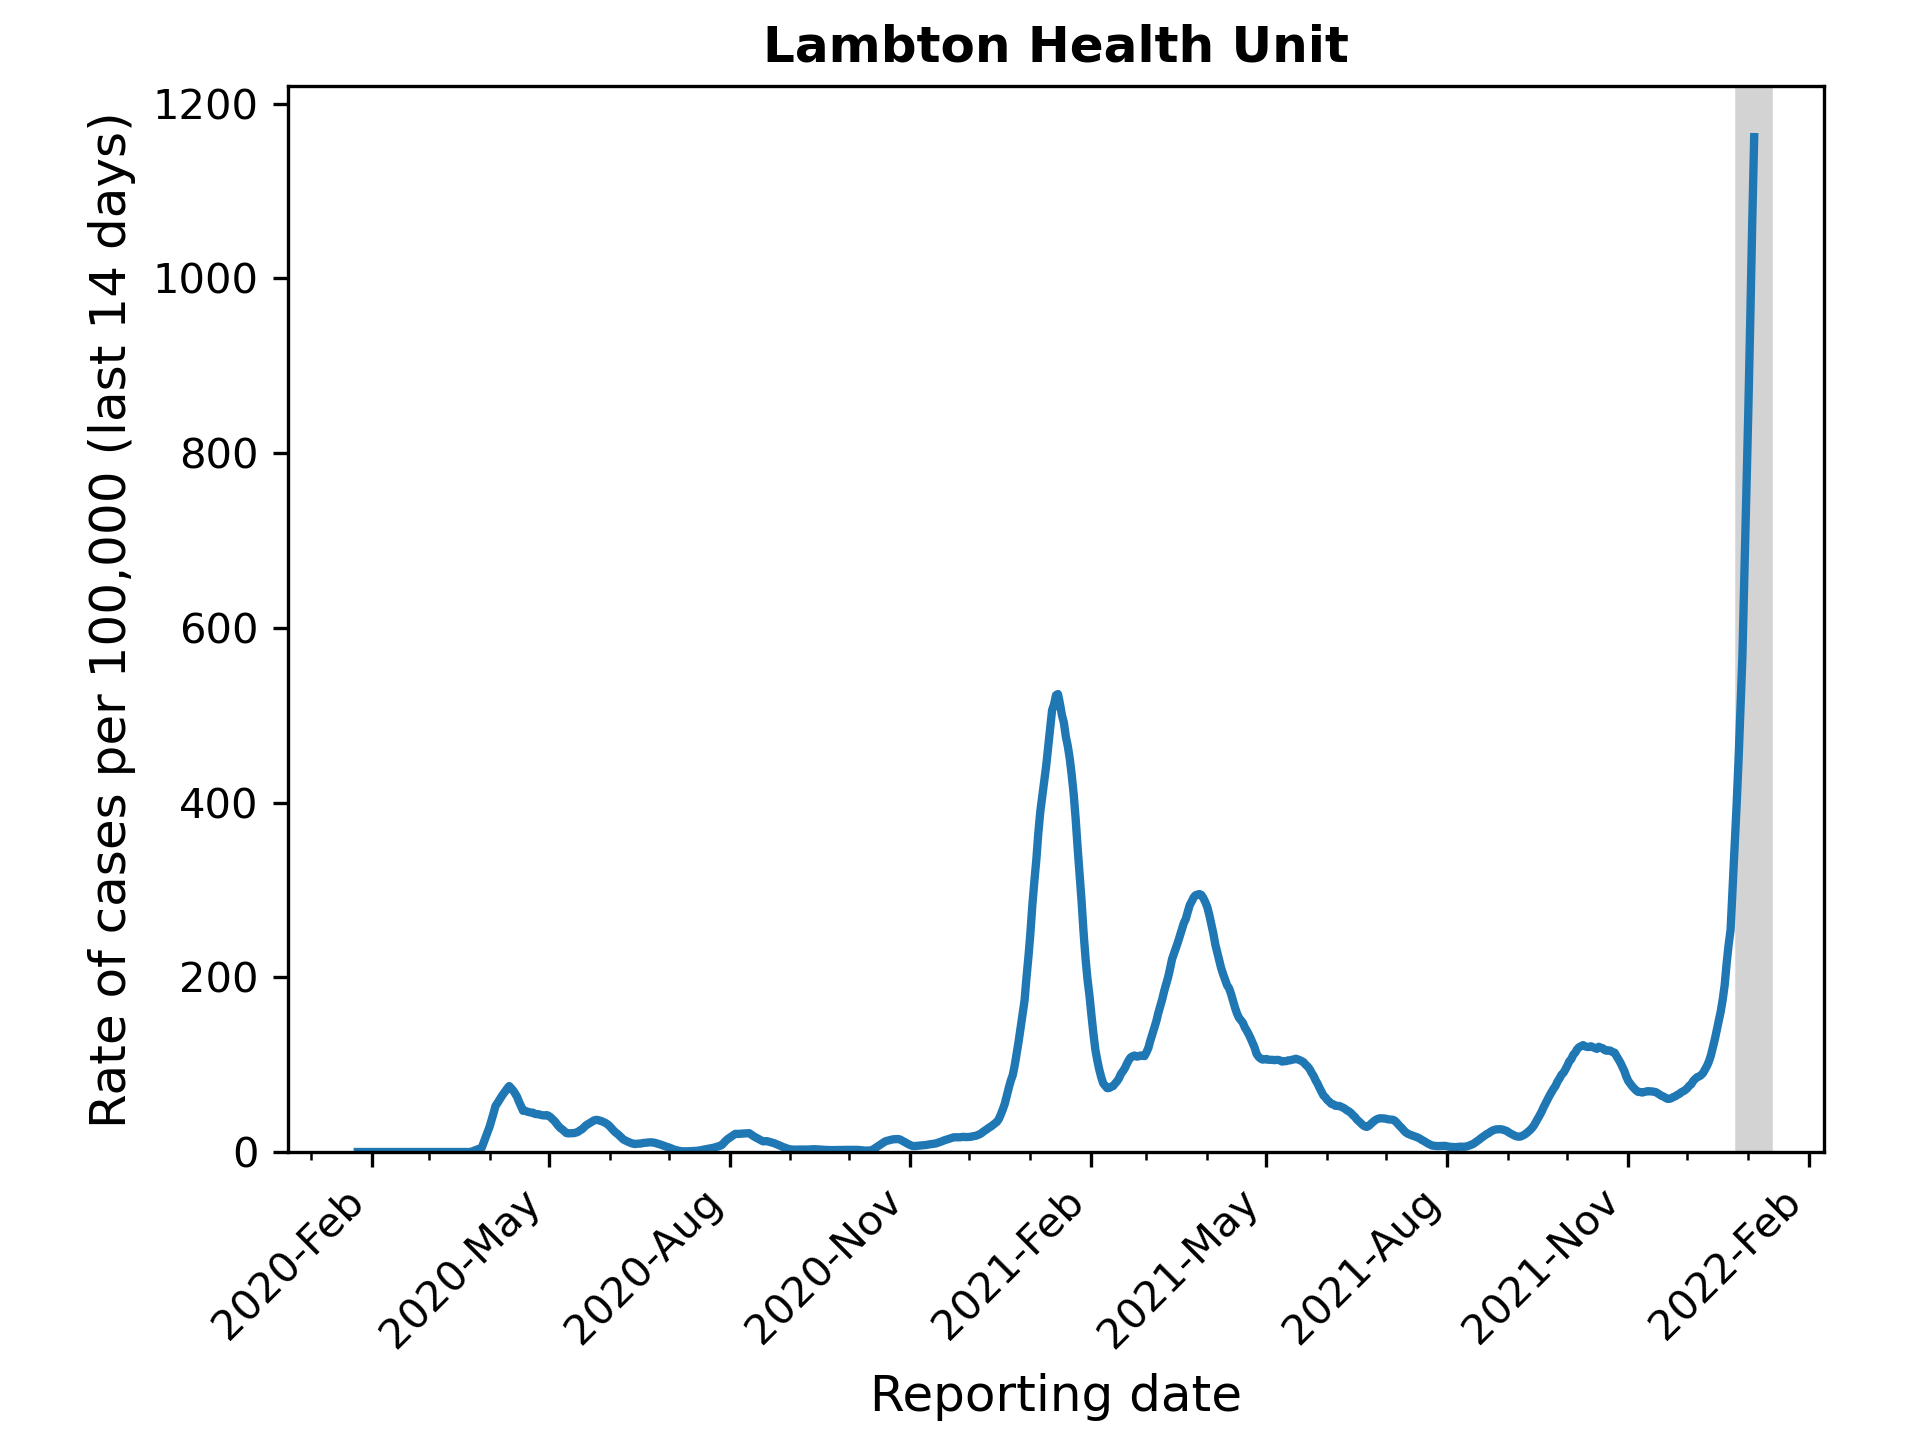 Lambton Health Unit
Rate of cases per 100,000 (last 14 days)
1200
1000
800
600
400
200
0
2020-Feb
2020-May
2020-Aug
2020-Nov
2021-Feb
2021-May
2021-Aug
2021-Nov
2022-Feb
Reporting date